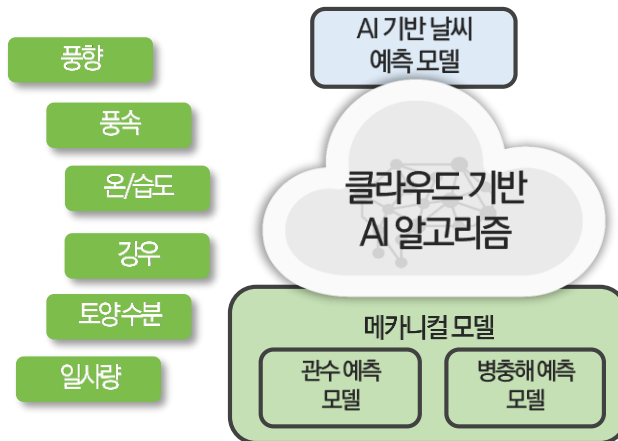 풍향
풍속
온/습도
강우
토양 수분
일사량
AI 기반 날씨
예측 모델
클라우드 기반
AI 알고리즘
메카니컬 모델
관수 예측
모델
병충해 예측
모델